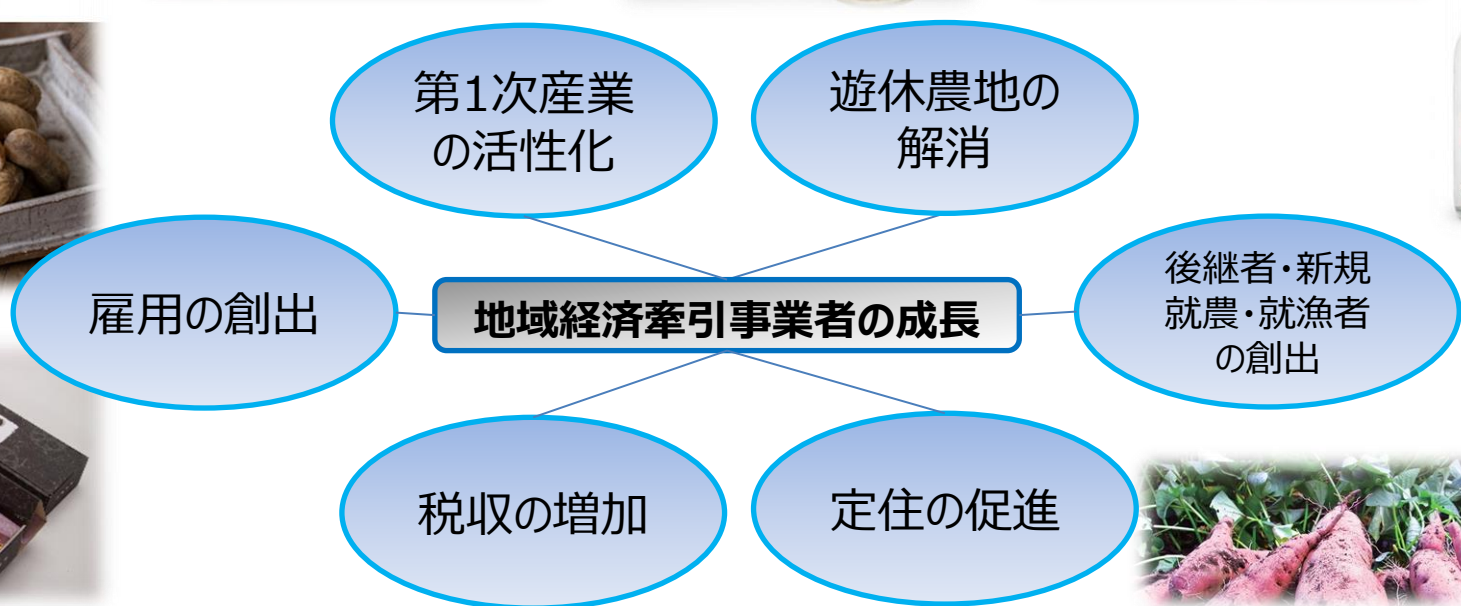 第1次産業
の活性化
遊休農地の
解消
雇用の創出
地域経済牽引事業者の成長
後継者・新規
就農・就漁者
の創出
税収の増加
定住の促進